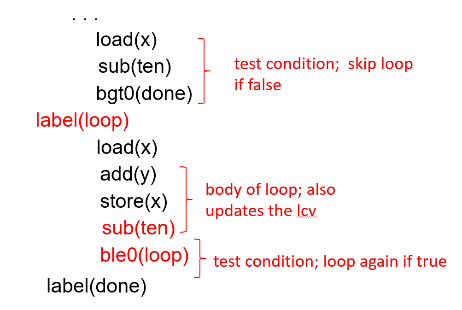 ...
load(x)
sub(ten)
bgt0(done)
test condition; skip loop
if false
label(loop)
load(x)
add(y)
store(x)
sub(ten)
body of loop; also
updates the lcv
ble0(loop)
test condition; loop again if true
label(done)